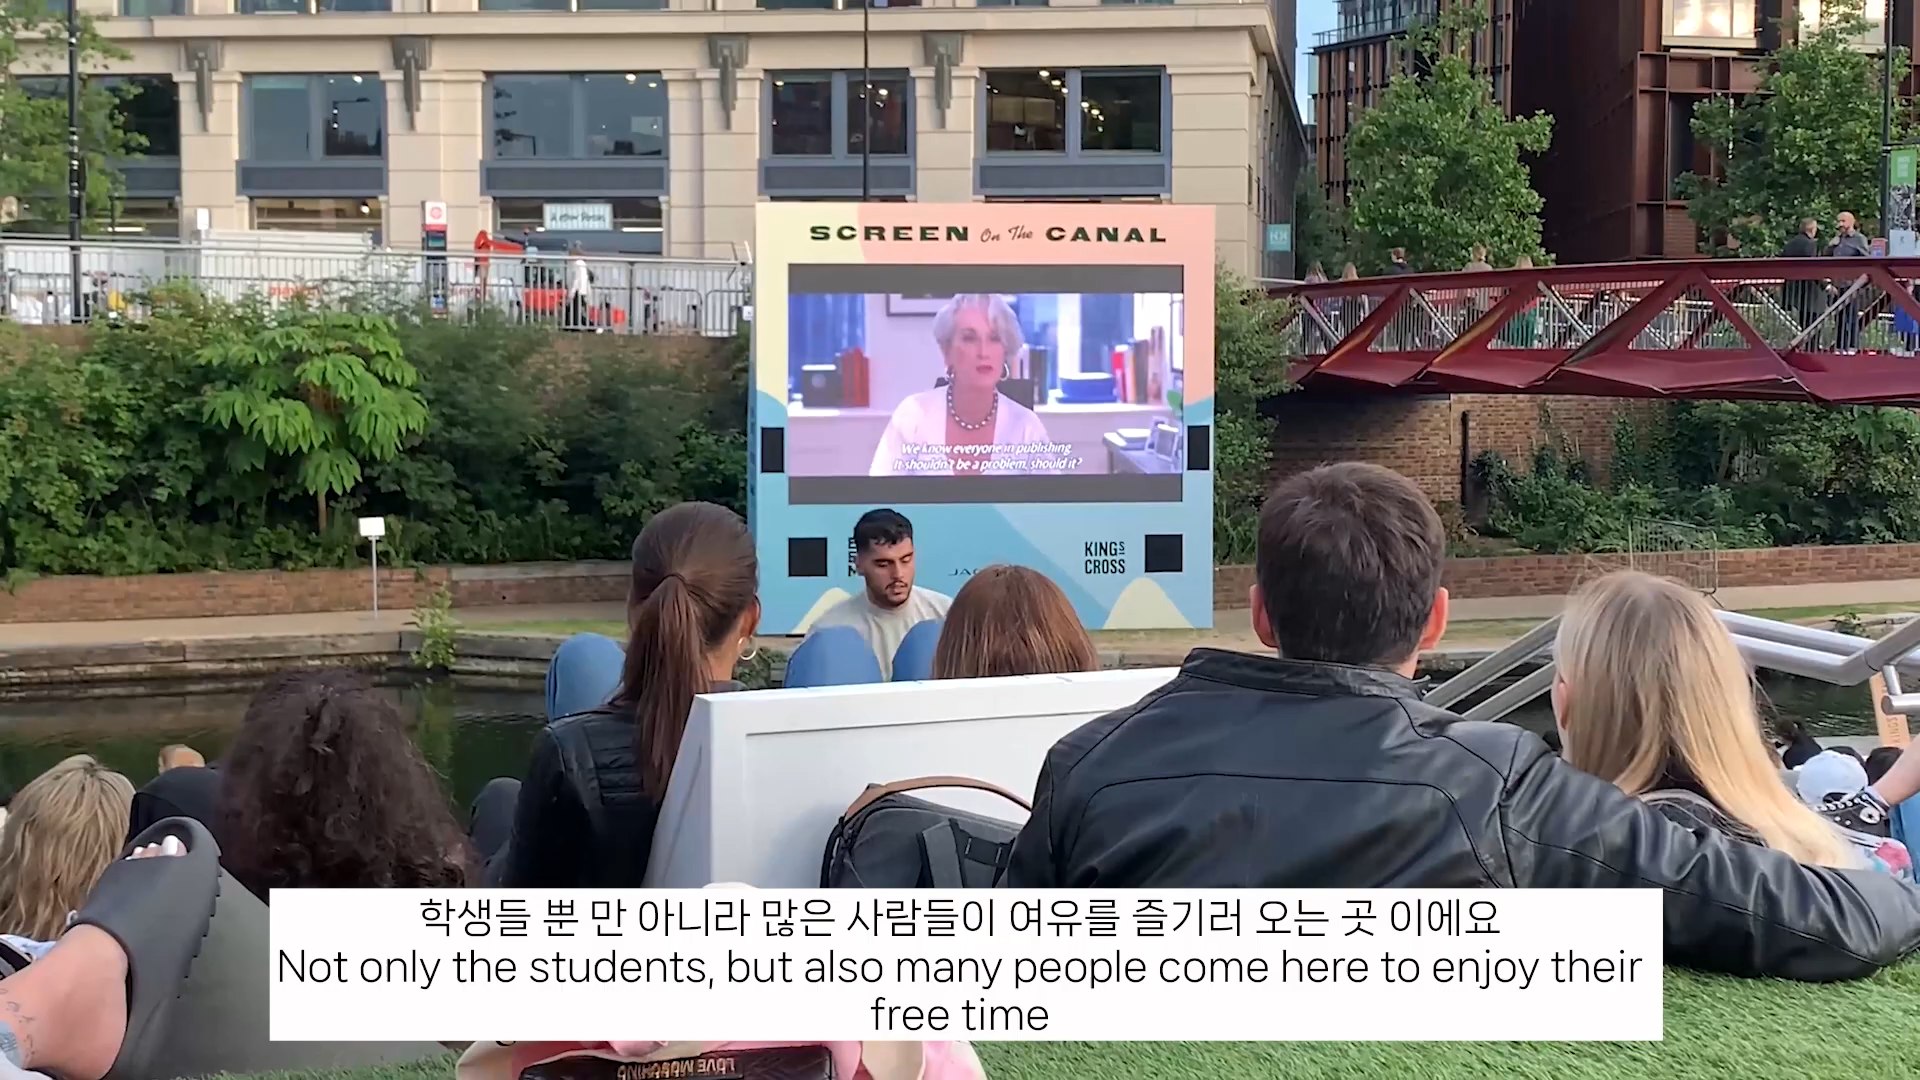 SCREEN On The CANAL
We know everyone in publishing
It shouldn't be a problem, should it?
KINGS
CROSS
학생들 뿐 만 아니라 많은 사람들이 여유를 즐기러 오는 곳 이에요
Not only the students, but also many people come here to enjoy their
free time
LOVE MOSCHINO